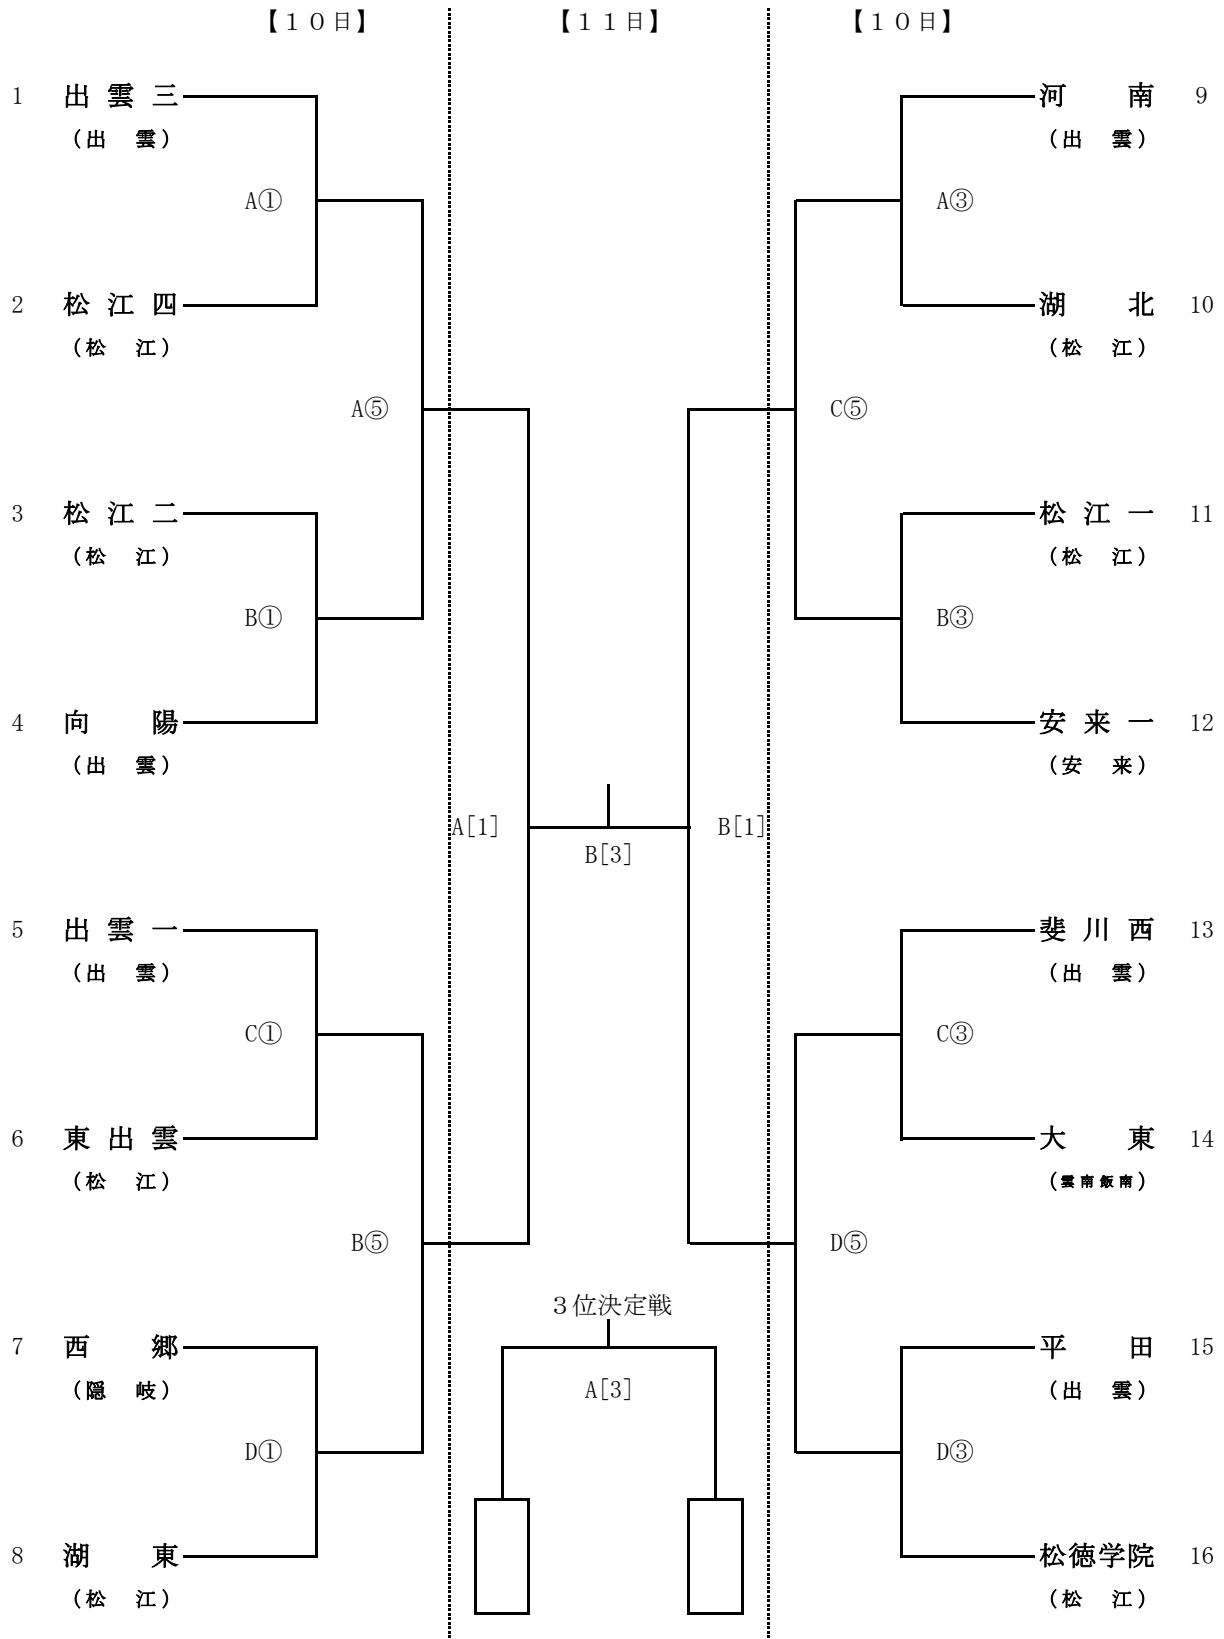 【１０日】 【１１日】 【１０日】
1 出雲三 河南 9
(出雲) (出雲)
A① A③
2 松江四 湖北 10
(松江) (松江)
A⑤ C⑤
3 松江二 松江一 11
(松江) (松江)
B① B③
4 向陽 安来一 12
(出雲) (安来)
A[1] B[3] B[1]
5 出雲一 斐川西 13
(出雲) (出雲)
C① C③
6 東出雲 大東 14
(松江) (雲南飯南)
B⑤ D⑤
３位決定戦
7 西郷 平田 15
(隠岐) A[3] (出雲)
D① D③
8 湖東 松徳学院 16
(松江) (松江)